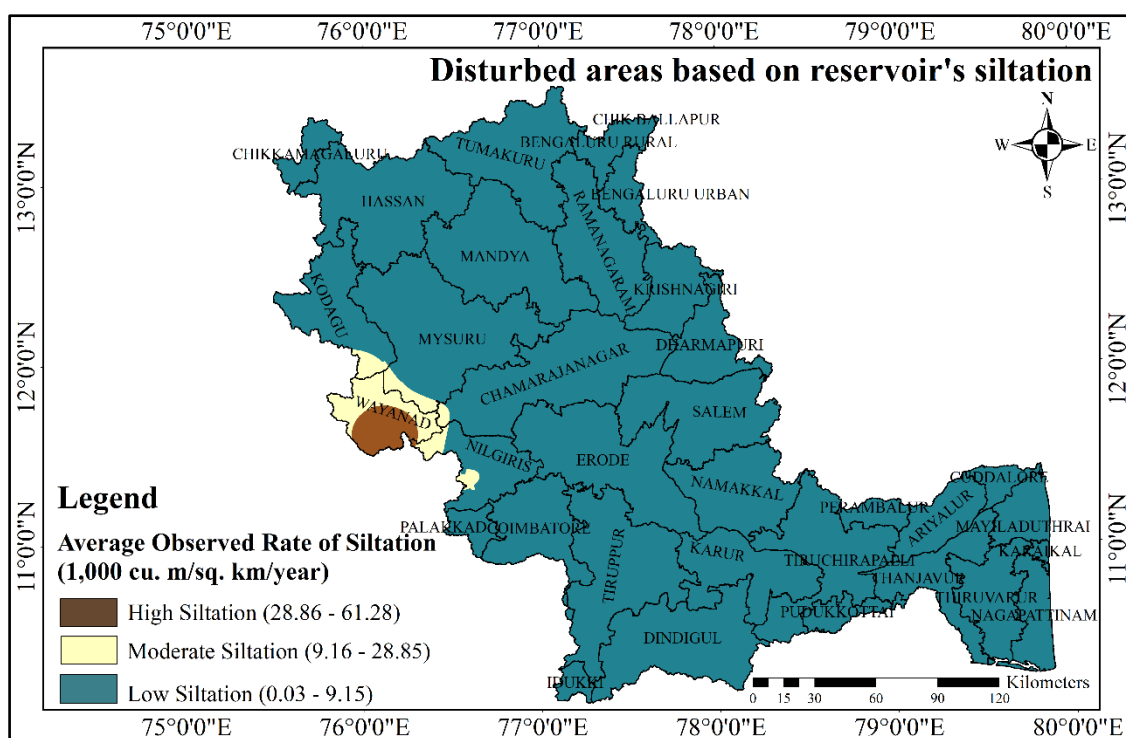 75°0'0"E 76°0'0"E 77°0'0"E 78°0'0"E 79°0'0"E 80°0'0"E
Disturbed areas based on reservoir's siltation
N
W E
S
13°0'0"N
12°0'0"N
11°0'0"N
13°0'0"N
12°0'0"N
11°0'0"N
CHIK BALLAPUR
BENGALURU RURAL
TUMAKURU
CHIKKAMAGALURU
BENGALURU URBAN
HASSAN
RAMANAGARAM
MANDYA
KODAGU
KRISHNAGIRI
MYSURU
DHARMAPURI
CHAMARAJANAGAR
WAYANAD
SALEM
NILGIRIS
ERODE
NAMAKKAL
CUDDALORE
PERAMBALUR
ARIYALUR
PALAKKAD
COIMBATORE
MAYILADUTHRAI
KARAIKAL
KARUR
TIRUCHIRAPALLI
TIRUPPUR
THANJAVUR
THIRUVARUR
PUDUKKOTTAI
NAGAPATTINAM
DINDIGUL
IDUKKI
Legend
Average Observed Rate of Siltation
(1,000 cu. m/sq. km/year)
High Siltation (28.86 - 61.28)
Moderate Siltation (9.16 - 28.85)
Low Siltation (0.03 - 9.15)
Kilometers
0 15 30 60 90 120
75°0'0"E 76°0'0"E 77°0'0"E 78°0'0"E 79°0'0"E 80°0'0"E